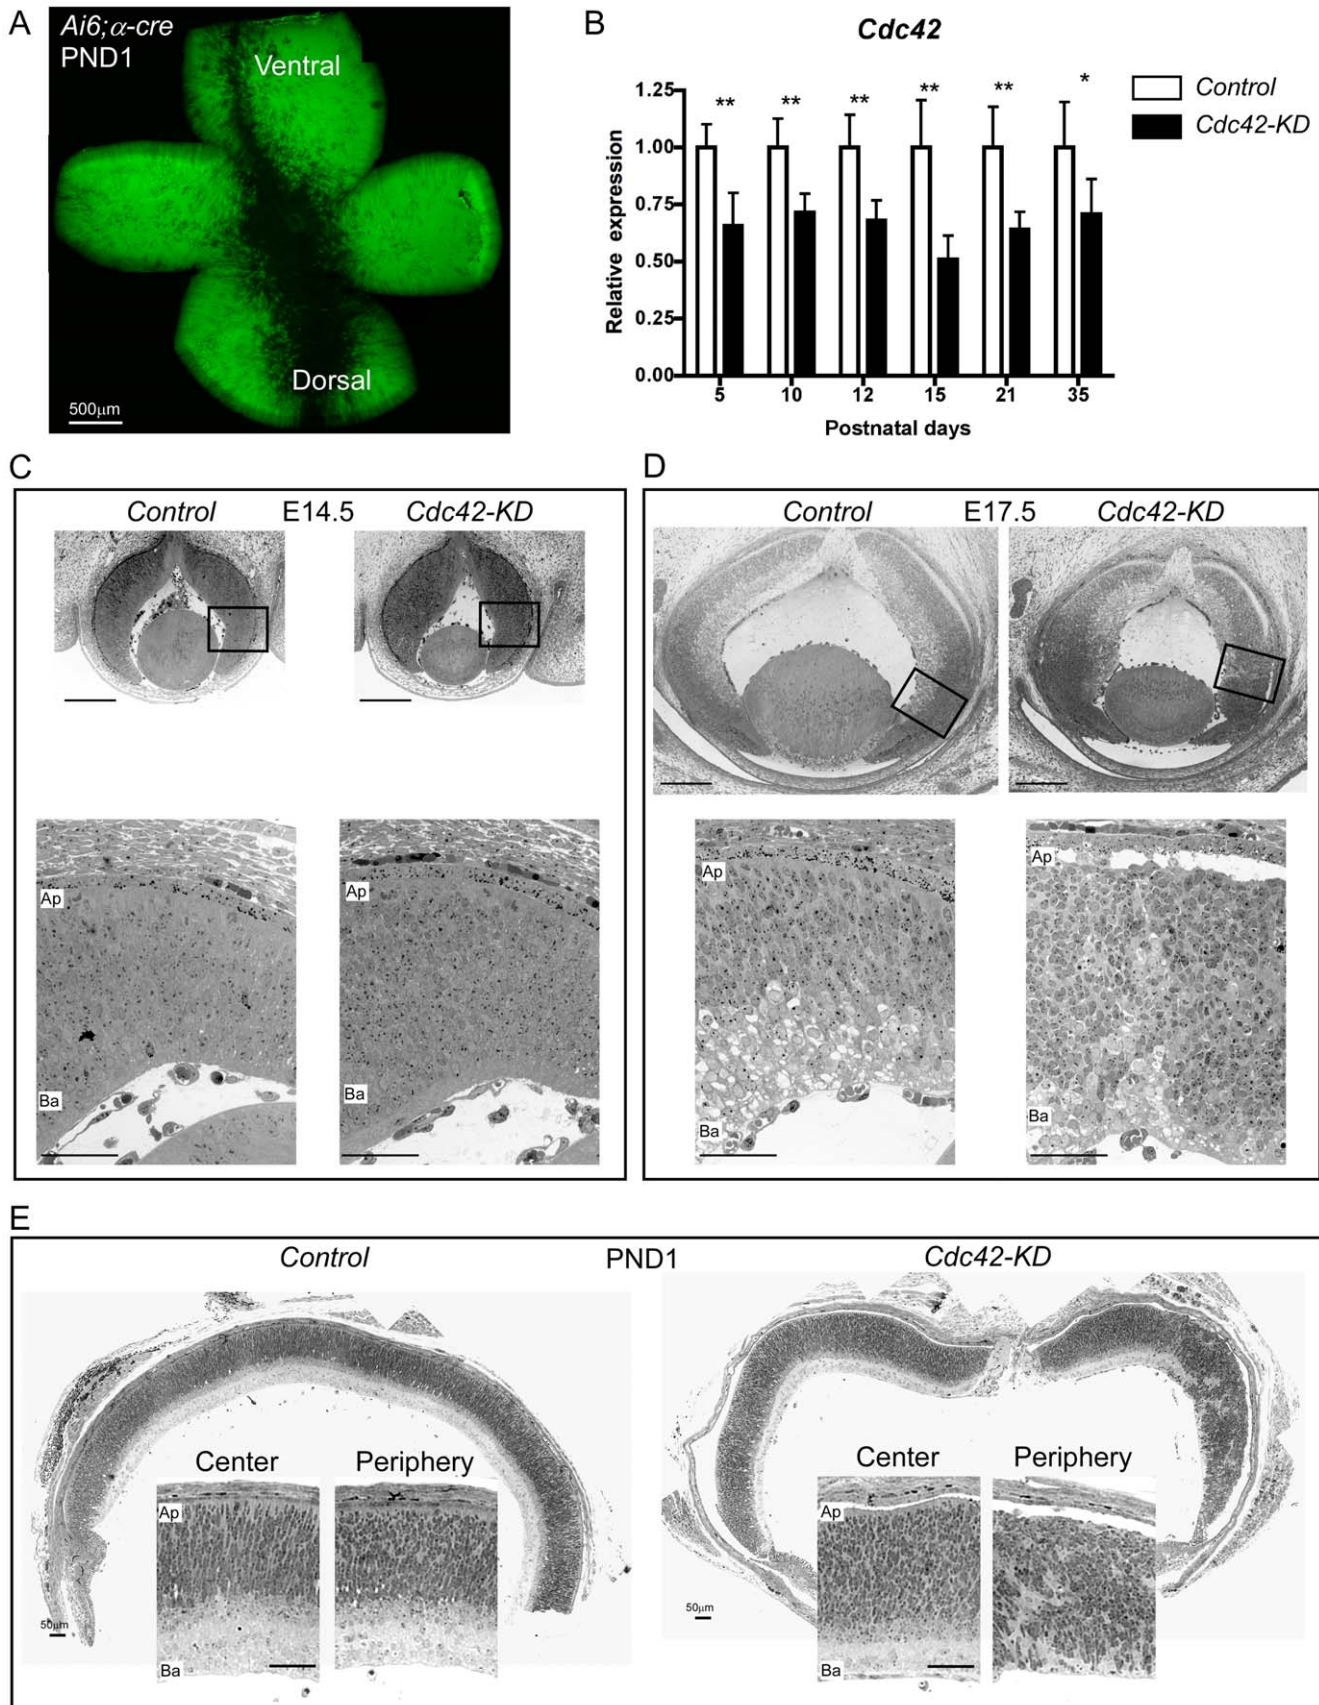 A
Ai6;α-cre
PND1
Ventral
Dorsal
500µm
B
Cdc42
Control
Cdc42-KD
** ** ** ** ** *
1.25
1.00
0.75
0.50
0.25
0.00
Relative expression
5 10 12 15 21 35
Postnatal days
C
Control E14.5 Cdc42-KD
Ap
Ba
Ap
Ba
D
Control E17.5 Cdc42-KD
Ap
Ba
Ap
Ba
E
Control PND1 Cdc42-KD
Center Periphery
Ap
Ba
50µm
Center Periphery
Ap
Ba
50µm